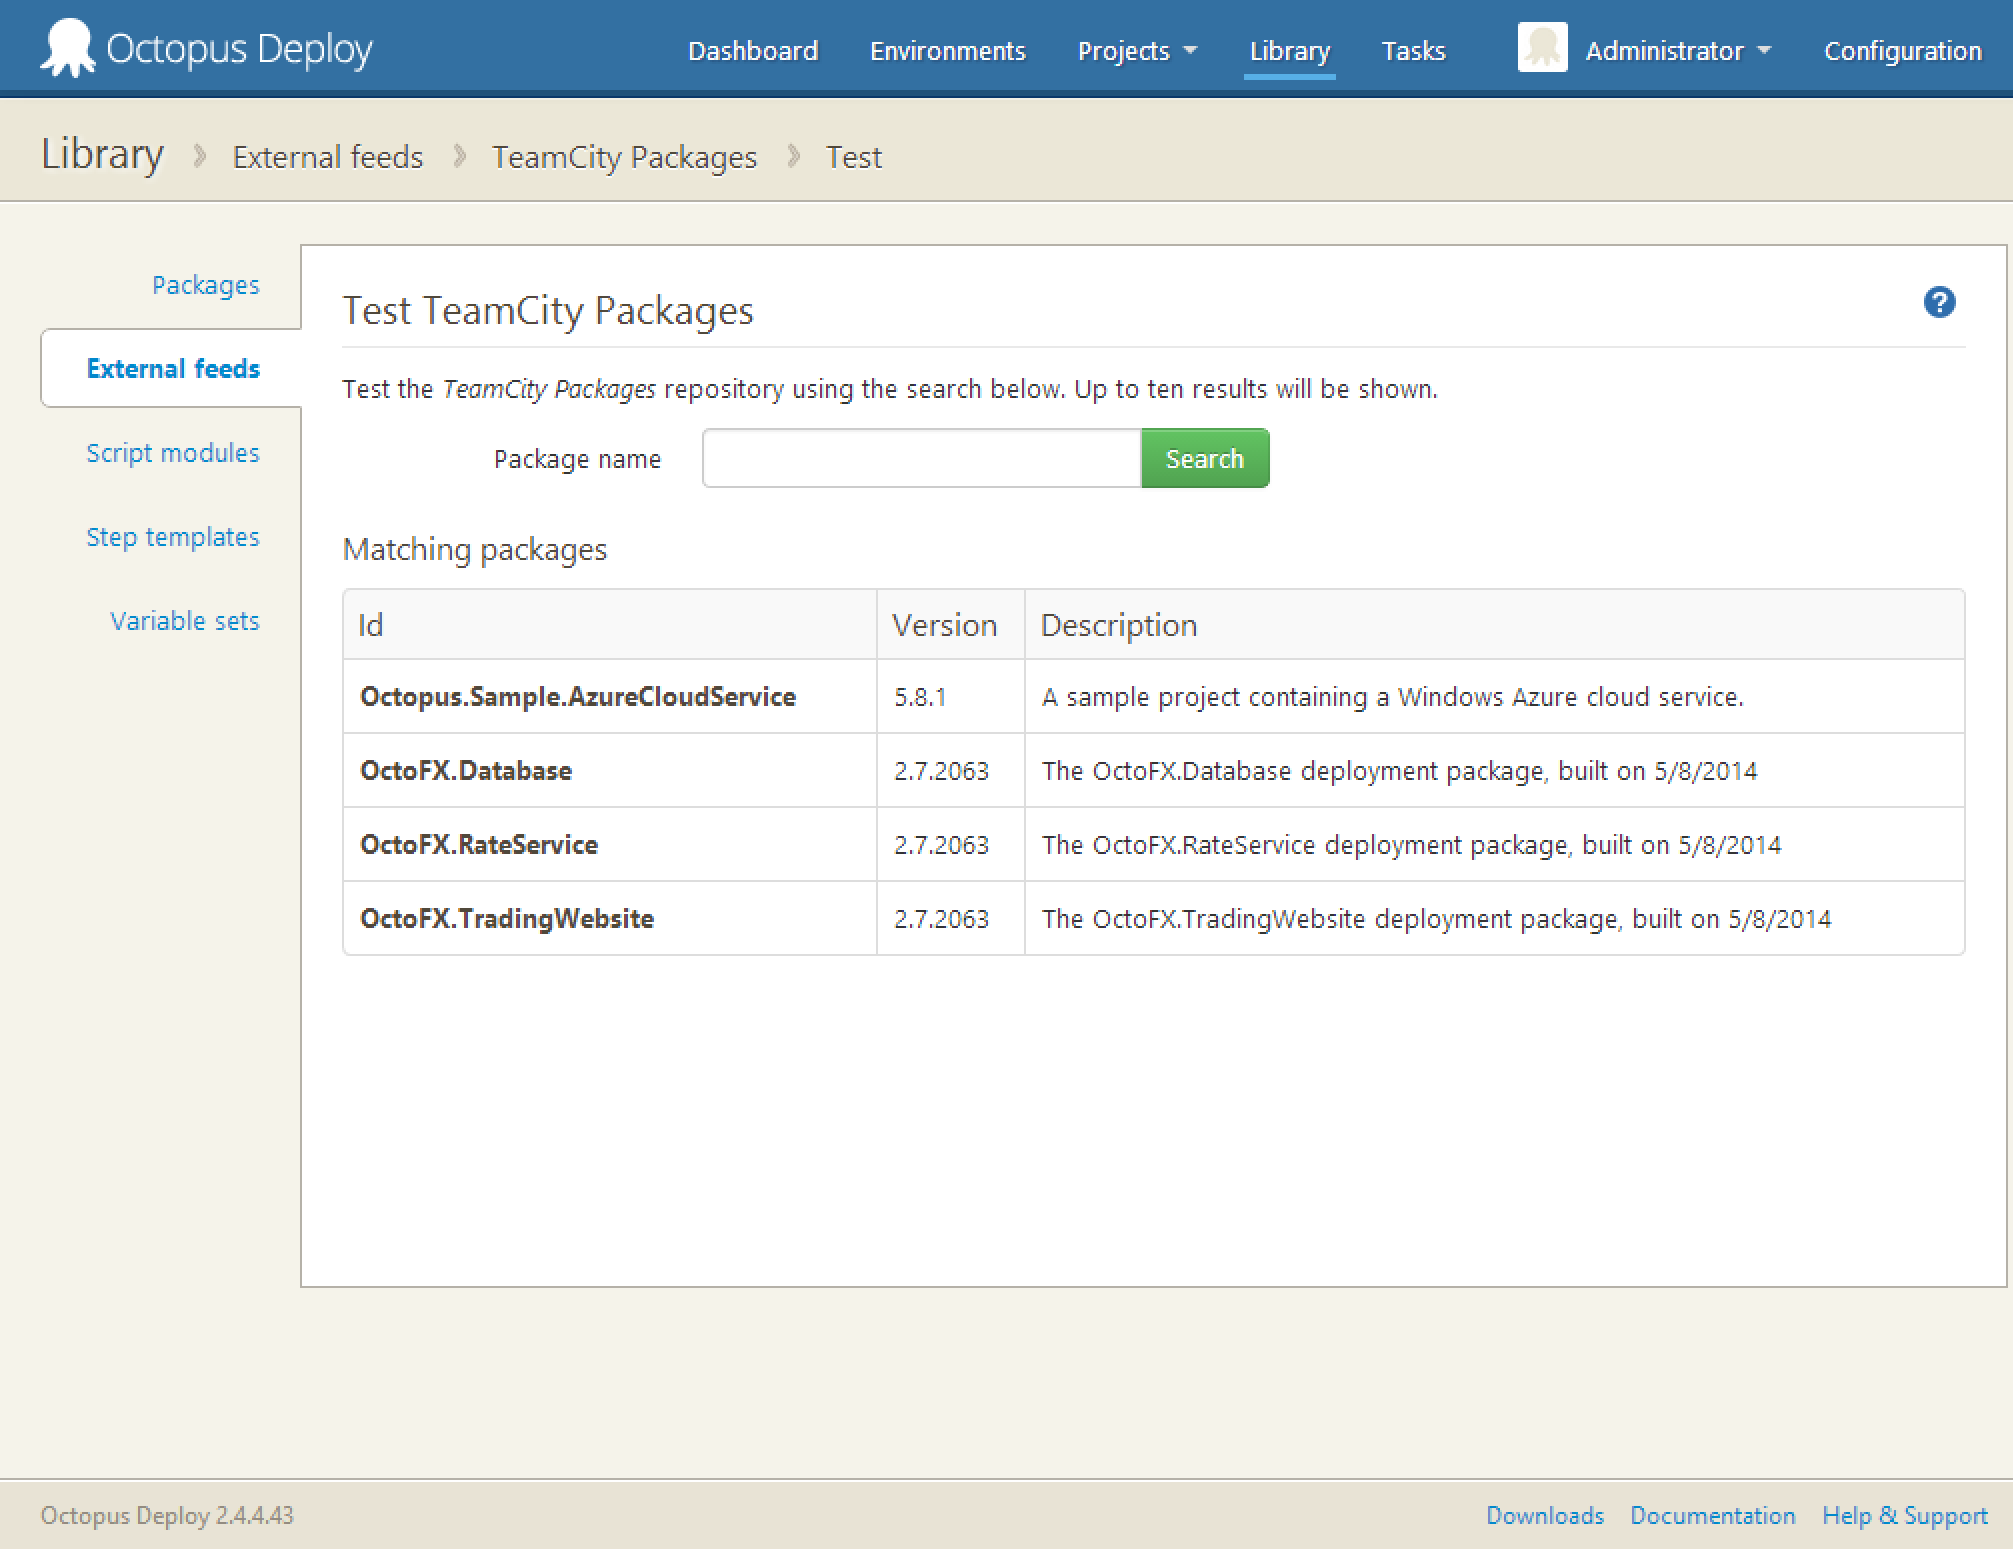 Octopus Deploy Dashboard Environments Projects Library Tasks Administrator Configuration
Library External feeds TeamCity Packages Test
Packages
External feeds
Script modules
Step templates
Variable sets
Test TeamCity Packages ?
Test the TeamCity Packages repository using the search below. Up to ten results will be shown.
Package name Search
Matching packages
Id Version Description
Octopus.Sample.AzureCloudService 5.8.1 A sample project containing a Windows Azure cloud service.
OctoFX.Database 2.7.2063 The OctoFX.Database deployment package, built on 5/8/2014
OctoFX.RateService 2.7.2063 The OctoFX.RateService deployment package, built on 5/8/2014
OctoFX.TradingWebsite 2.7.2063 The OctoFX.TradingWebsite deployment package, built on 5/8/2014
Octopus Deploy 2.4.4.43 Downloads Documentation Help & Support